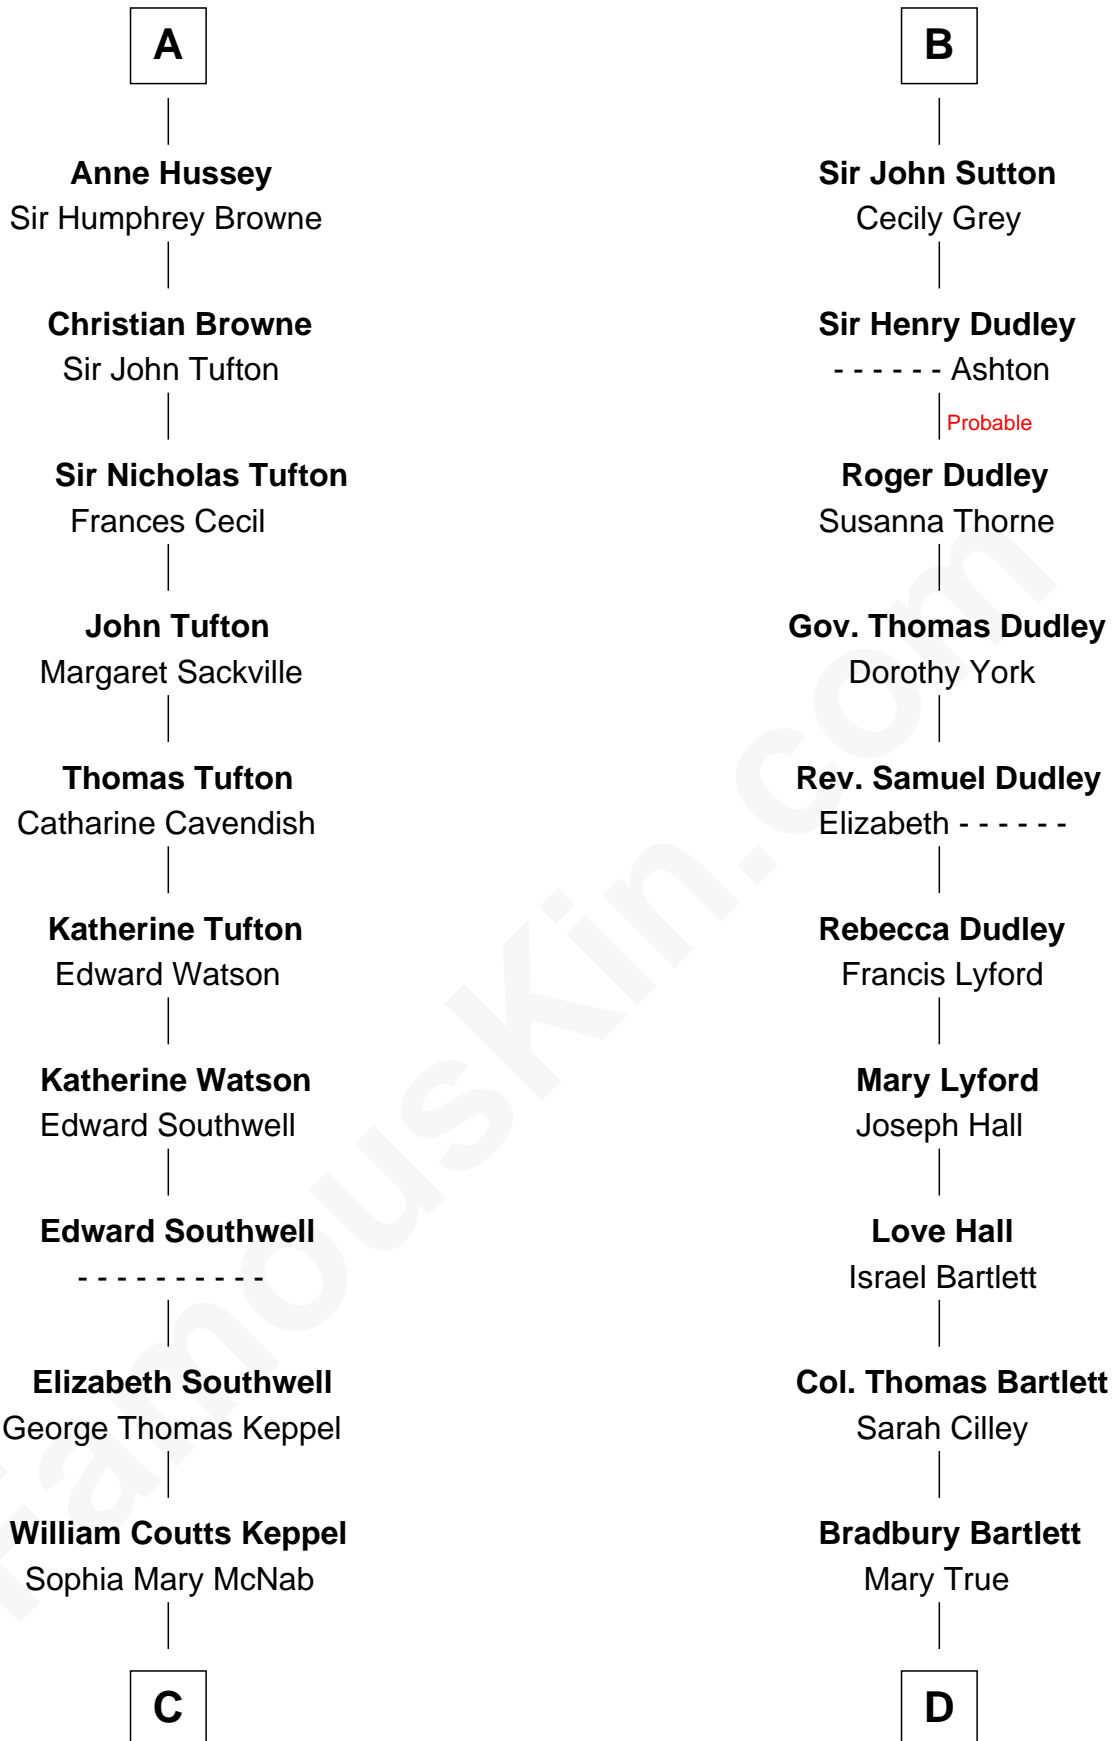 A
Anne Hussey
Sir Humphrey Browne
Christian Browne
Sir John Tufton
Sir Nicholas Tufton
Frances Cecil
John Tufton
Margaret Sackville
Thomas Tufton
Catharine Cavendish
Katherine Tufton
Edward Watson
Katherine Watson
Edward Southwell
Edward Southwell
- - - - - - - - - -
Elizabeth Southwell
George Thomas Keppel
William Coutts Keppel
Sophia Mary McNab
C
B
Sir John Sutton
Cecily Grey
Sir Henry Dudley
- - - - - - Ashton
Probable
Roger Dudley
Susanna Thorne
Gov. Thomas Dudley
Dorothy York
Rev. Samuel Dudley
Elizabeth - - - - - -
Rebecca Dudley
Francis Lyford
Mary Lyford
Joseph Hall
Love Hall
Israel Bartlett
Col. Thomas Bartlett
Sarah Cilley
Bradbury Bartlett
Mary True
D
FamousKin.com